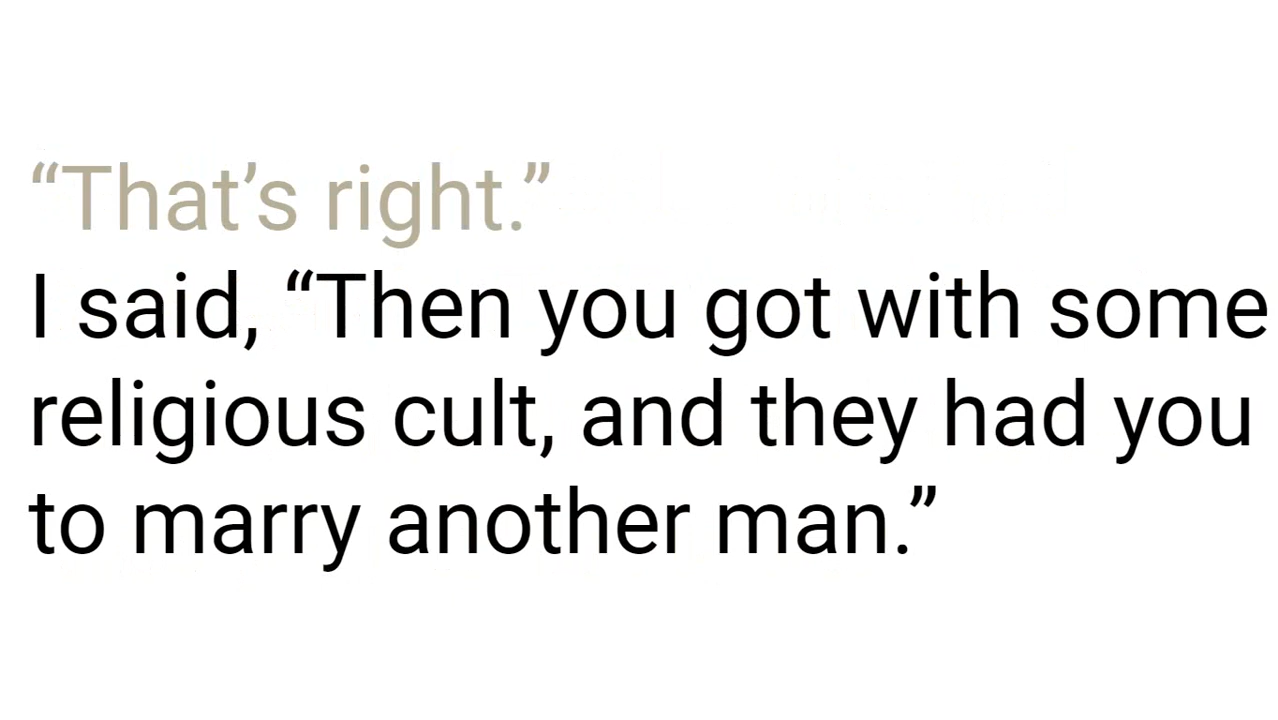 “That’s right.”
I said, “Then you got with some
religious cult, and they had you
to marry another man.”